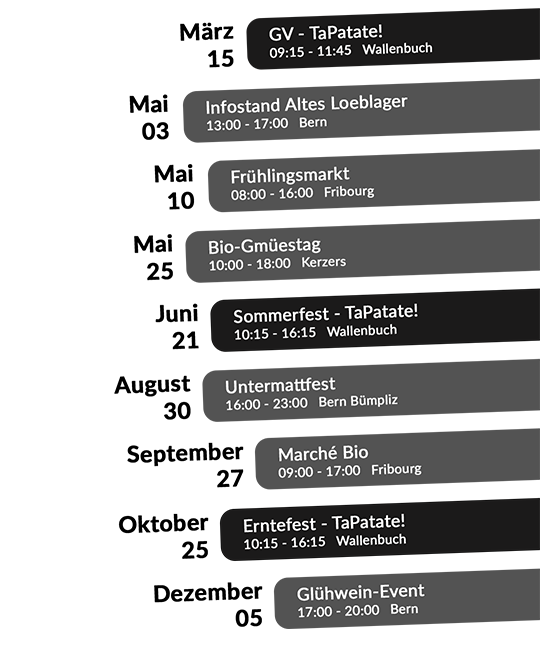 März
15
GV - TaPatate!
09:15 - 11:45 Wallenbuch
Mai
03
Infostand Altes Loeblager
13:00 - 17:00 Bern
Mai
10
Frühlingsmarkt
08:00 - 16:00 Fribourg
Mai
25
Bio-Gmüestag
10:00 - 18:00 Kerzers
Juni
21
Sommerfest - TaPatate!
10:15 - 16:15 Wallenbuch
August
30
Untermattfest
16:00 - 23:00 Bern Bümpliz
September
27
Marché Bio
09:00 - 17:00 Fribourg
Oktober
25
Erntefest - TaPatate!
10:15 - 16:15 Wallenbuch
Dezember
05
Glühwein-Event
17:00 - 20:00 Bern